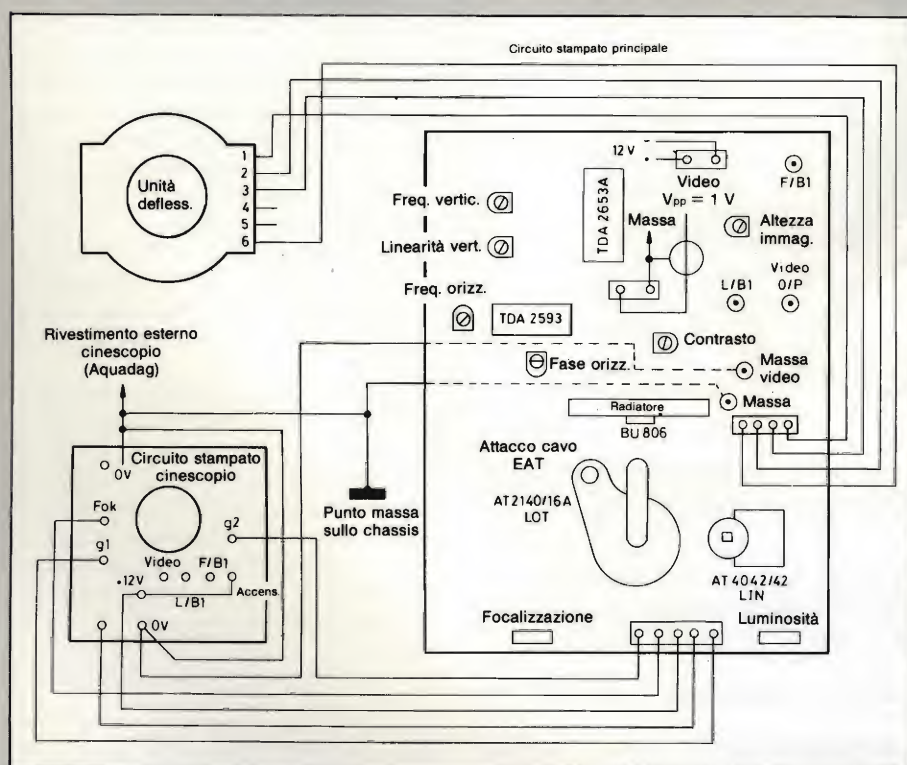 Circuito stampato principale
1
2
3
4
5
6
Unità
defless.
12 V
Video
Vpp = 1 V
F/B1
TDA 2653A
Massa
Altezza
immag.
Freq. vertic.
Linearità vert.
Freq. orizz.
L/B1
Video
O/P
TDA 2593
Contrasto
Fase orizz.
Massa
video
Massa
Radiatore
BU 806
Attacco cavo
EAT
AT2140/16A
LOT
AT 4042/42
LIN
Focalizzazione
Luminosità
Rivestimento esterno
cinescopio
(Aquadag)
Punto massa
sullo chassis
0V
Circuito stampato
cinescopio
Fok
g2
g1
Video
F/B1
+12V
L/B1
Accens.
0V